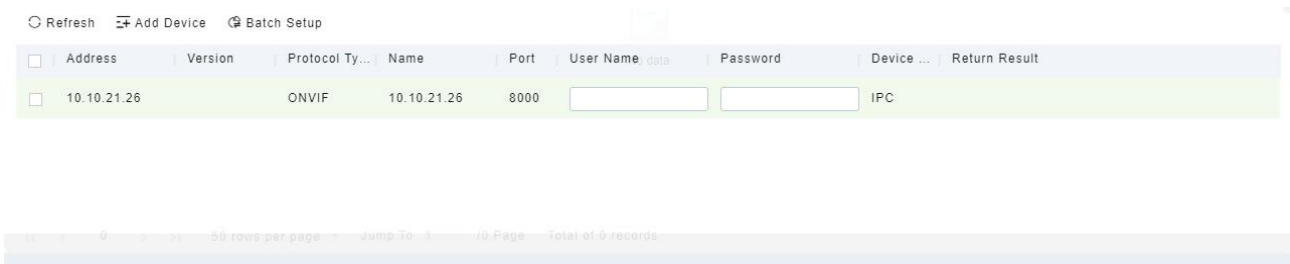 Refresh Add Device Batch Setup
Address Version Protocol Ty... Name Port User Name data Password Device ... Return Result
10.10.21.26 ONVIF 10.10.21.26 8000 IPC
0 50 rows per page Jump To 1 /0 Page Total of 0 records